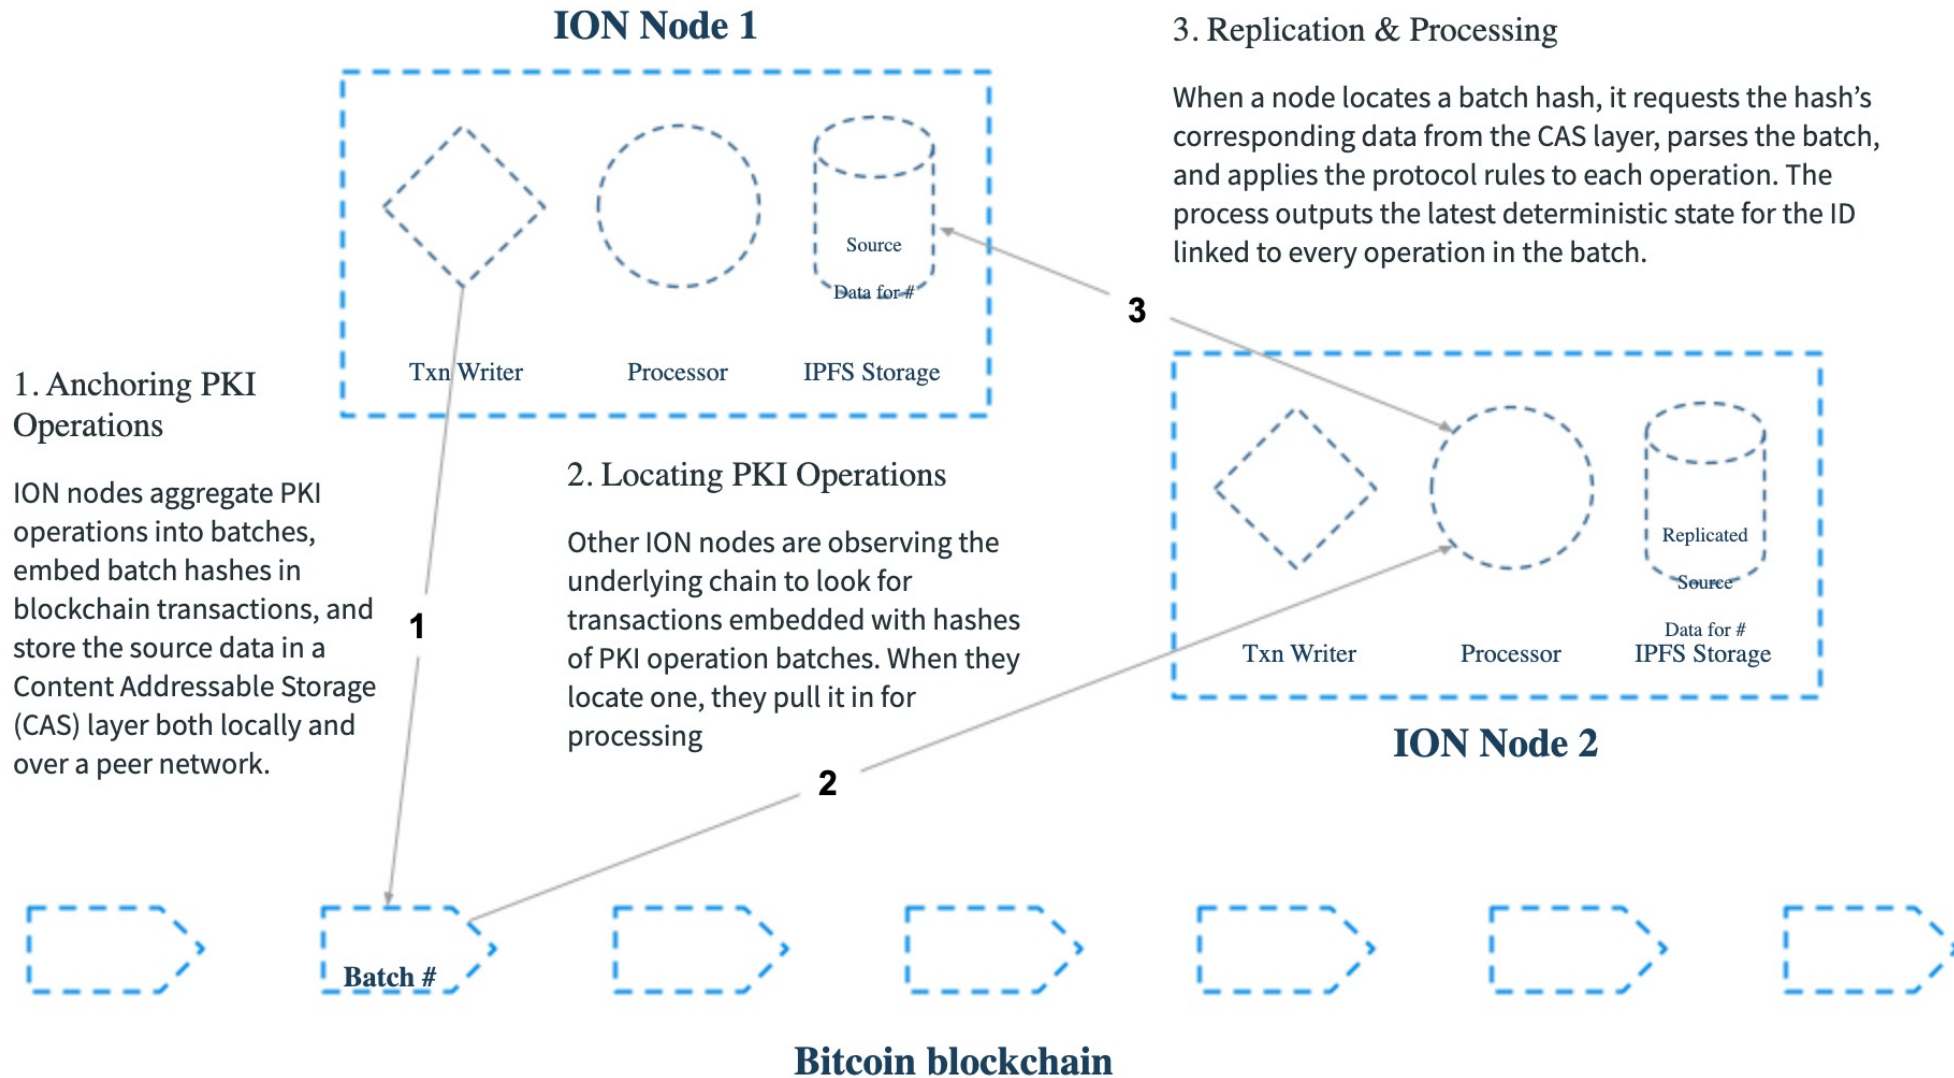 ION Node 1
Source
Data for #
Txn Writer
Processor
IPFS Storage
1. Anchoring PKI
Operations
ION nodes aggregate PKI
operations into batches,
embed batch hashes in
blockchain transactions, and
store the source data in a
Content Addressable Storage
(CAS) layer both locally and
over a peer network.
1
2. Locating PKI Operations
Other ION nodes are observing the
underlying chain to look for
transactions embedded with hashes
of PKI operation batches. When they
locate one, they pull it in for
processing
2
3. Replication & Processing
When a node locates a batch hash, it requests the hash’s
corresponding data from the CAS layer, parses the batch,
and applies the protocol rules to each operation. The
process outputs the latest deterministic state for the ID
linked to every operation in the batch.
3
Replicated
Source
Data for #
Txn Writer
Processor
IPFS Storage
ION Node 2
Batch #
Bitcoin blockchain